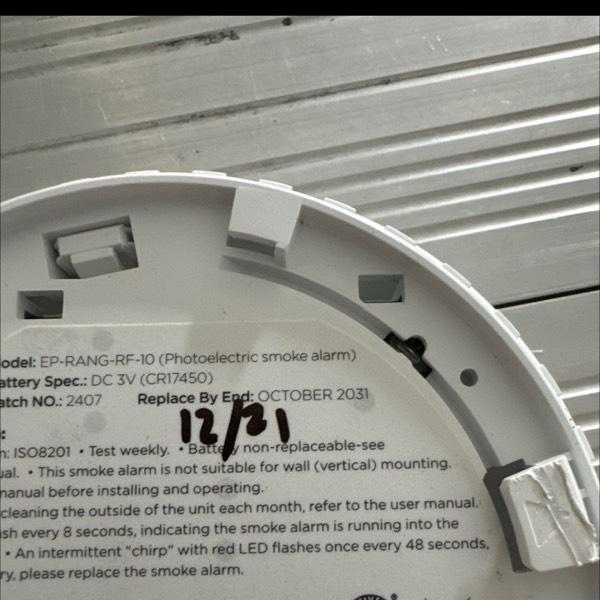 odel: EP-RANG-RF-10 (Photoelectric smoke alarm)
attery Spec.: DC 3V (CR17450)
atch NO.: 2407 Replace By End: OCTOBER 2031
12/21
: ISO8201 • Test weekly. • Battery non-replaceable-see
ual. • This smoke alarm is not suitable for wall (vertical) mounting.
manual before installing and operating.
cleaning the outside of the unit each month, refer to the user manual.
sh every 8 seconds, indicating the smoke alarm is running into the
• An intermittent "chirp" with red LED flashes once every 48 seconds,
ry, please replace the smoke alarm.